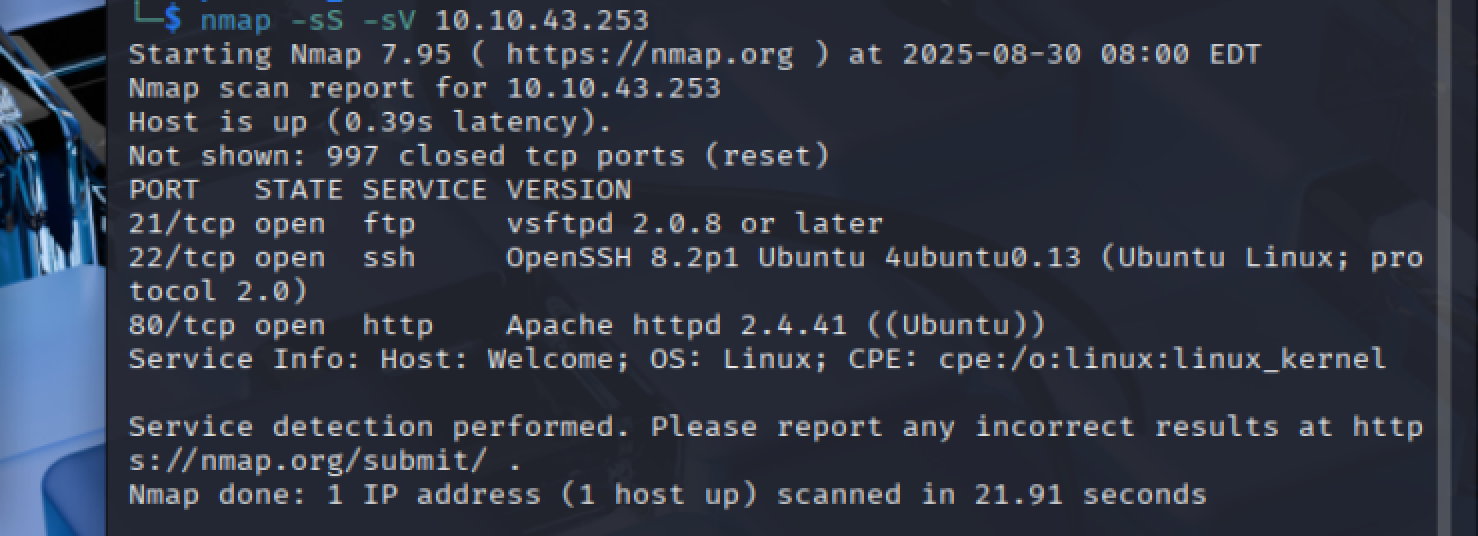 └─$ nmap -sS -sV 10.10.43.253
Starting Nmap 7.95 ( https://nmap.org ) at 2025-08-30 08:00 EDT
Nmap scan report for 10.10.43.253
Host is up (0.39s latency).
Not shown: 997 closed tcp ports (reset)
PORT   STATE SERVICE VERSION
21/tcp open  ftp     vsftpd 2.0.8 or later
22/tcp open  ssh     OpenSSH 8.2p1 Ubuntu 4ubuntu0.13 (Ubuntu Linux; pro
tocol 2.0)
80/tcp open  http    Apache httpd 2.4.41 ((Ubuntu))
Service Info: Host: Welcome; OS: Linux; CPE: cpe:/o:linux:linux_kernel
Service detection performed. Please report any incorrect results at http
s://nmap.org/submit/ .
Nmap done: 1 IP address (1 host up) scanned in 21.91 seconds